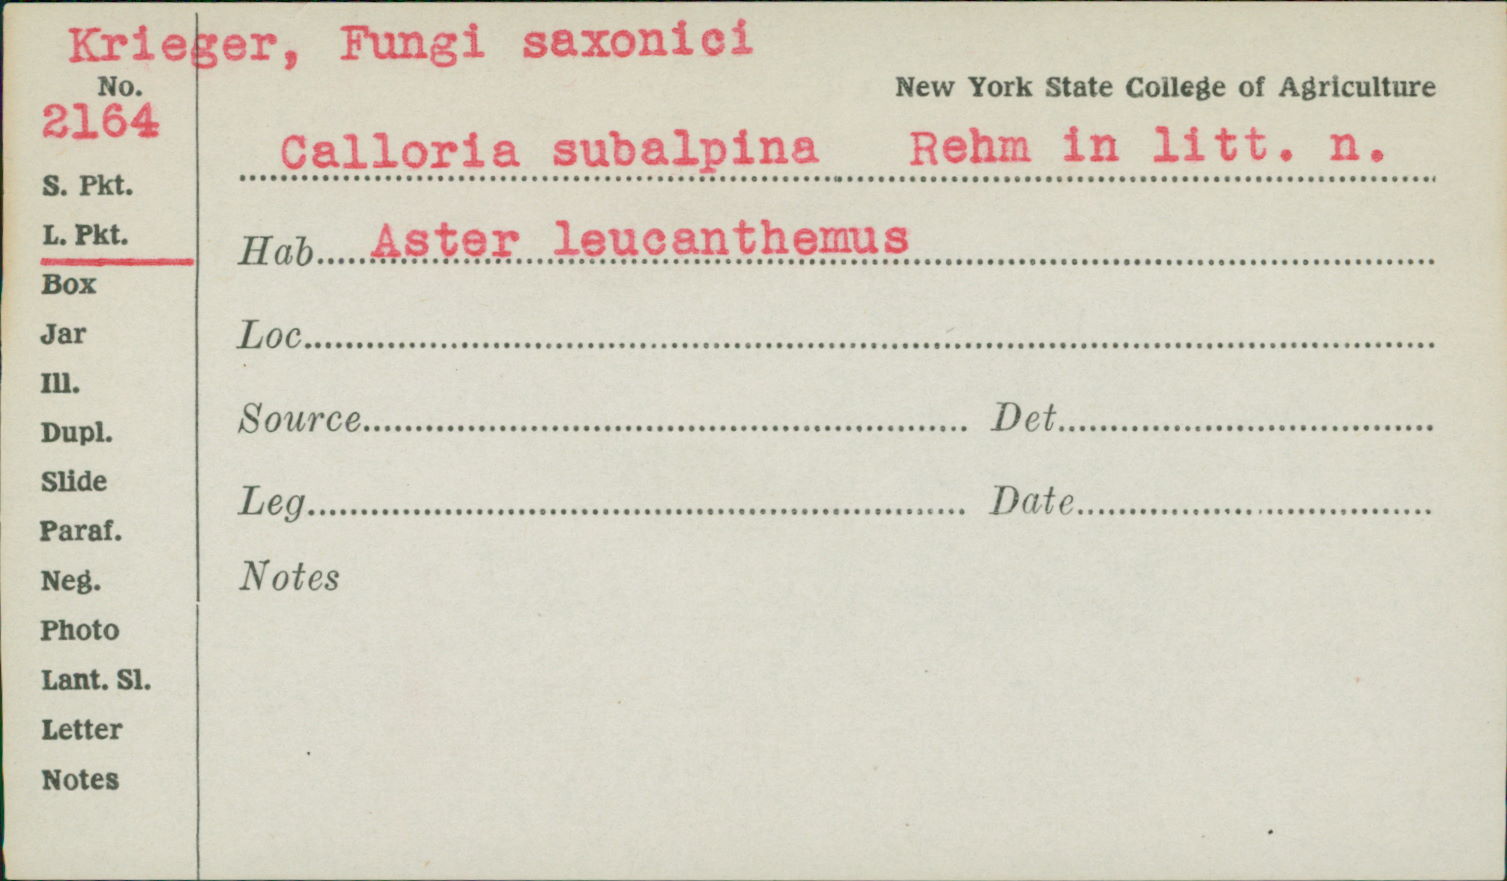 Krieger, Fungi saxonici
No.
New York State College of Agriculture
2164
Calloria subalpina Rehm in litt. n.
S. Pkt.
L. Pkt.
Hab.....Aster leucanthemus
Box
Jar
Loc
Ill.
Dupl.
Source Det
Slide
Leg Date
Paraf.
Neg.
Notes
Photo
Lant. Sl.
Letter
Notes